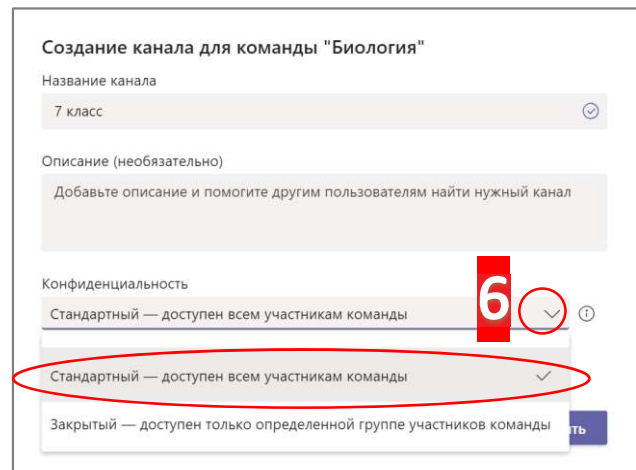 Создание канала для команды "Биология"
Название канала
7 класс
Описание (необязательно)
Добавьте описание и помогите другим пользователям найти нужный канал
Конфиденциальность
6
Стандартный — доступен всем участникам команды
Стандартный — доступен всем участникам команды
Закрытый — доступен только определенной группе участников команды
ть